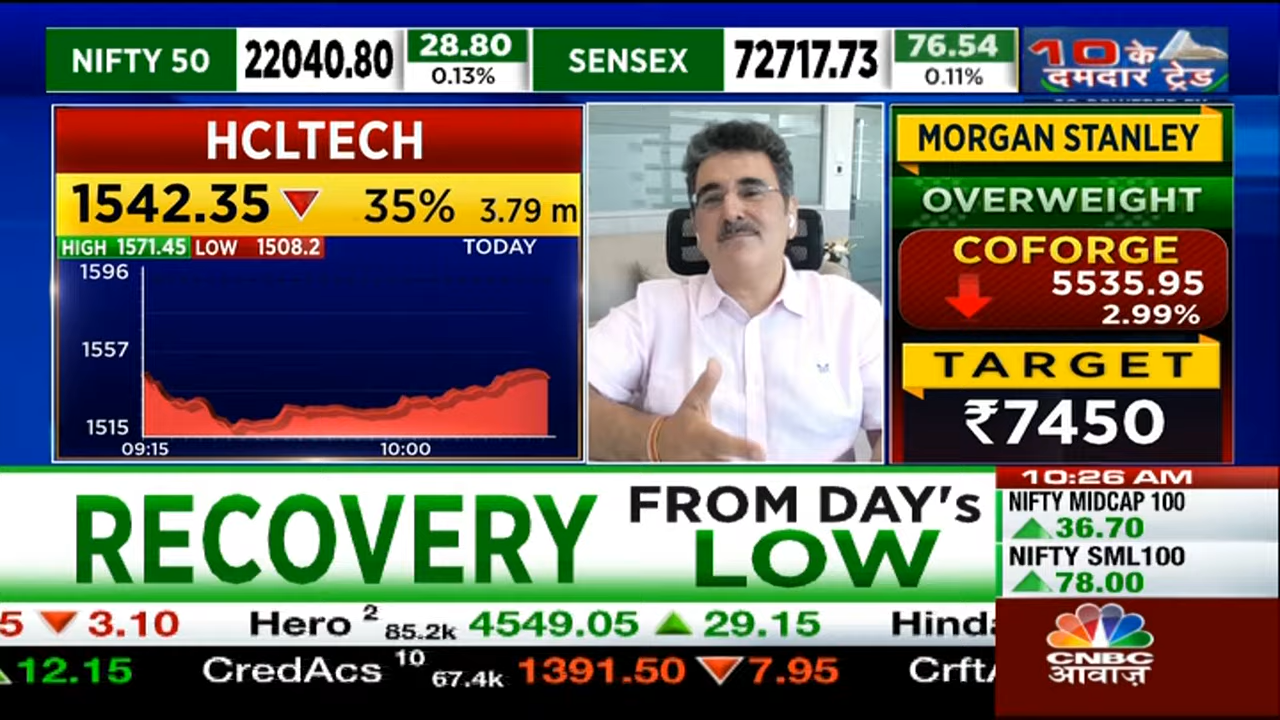 NIFTY 50 22040.80 28.80 0.13% SENSEX 72717.73 76.54 0.11%
10 के
दमदार ट्रेड
HCLTECH
1542.35 35% 3.79 m
HIGH 1571.45 LOW 1508.2 TODAY
1596
1557
1515
09:15 10:00
MORGAN STANLEY
OVERWEIGHT
COFORGE
5535.95
2.99%
TARGET
₹7450
RECOVERY FROM DAY's LOW
10:26 AM
NIFTY MIDCAP 100
36.70
NIFTY SML100
78.00
5 3.10 Hero 2 85.2k 4549.05 29.15
12.15 CredAcs 10 67.4k 1391.50 7.95
CNBC
आवाज़